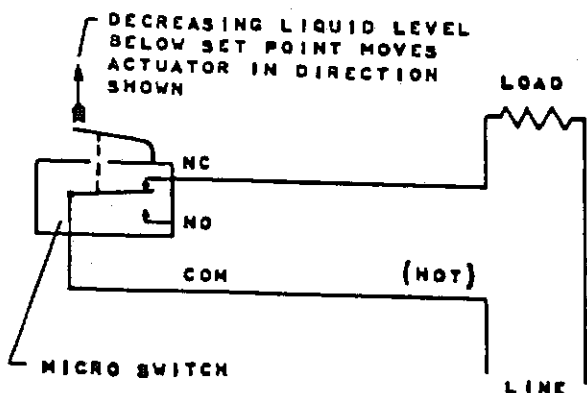 DECREASING LIQUID LEVEL
BELOW SET POINT MOVES
ACTUATOR IN DIRECTION
SHOWN
LOAD
NC
NO
COM
(HOT)
MICRO SWITCH
LINE